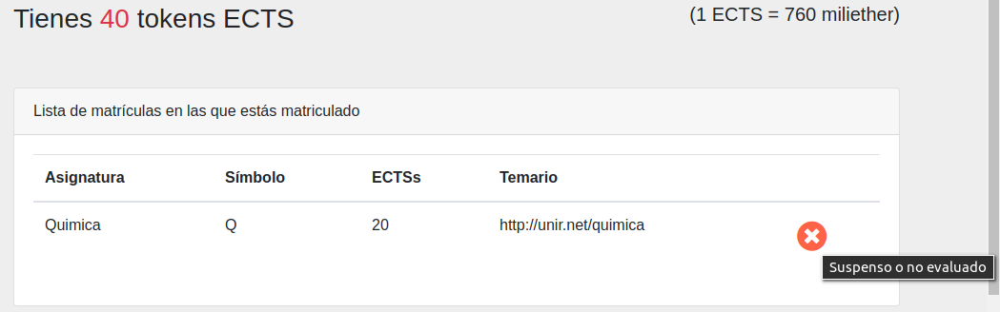 Tienes 40 tokens ECTS
(1 ECTS = 760 miliether)
Lista de matrículas en las que estás matriculado
Asignatura Símbolo ECTSs Temario
Quimica Q 20 http://unir.net/quimica
Suspenso o no evaluado